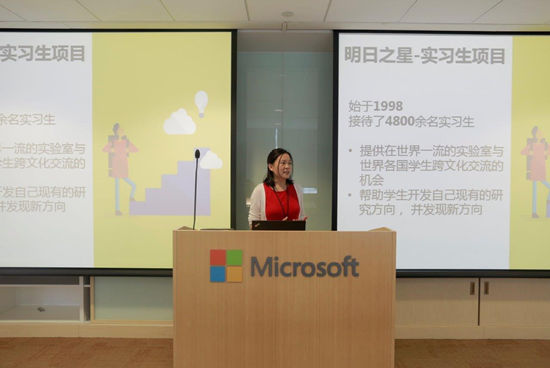 实习生项目
余名实习生
一流的实验室与
学生跨文化交流的
开发自己现有的研
并发现新方向
Microsoft
明日之星-实习生项目
始于1998
接待了4800余名实习生
• 提供在世界一流的实验室与
世界各国学生跨文化交流的
机会
• 帮助学生开发自己现有的研
究方向，并发现新方向